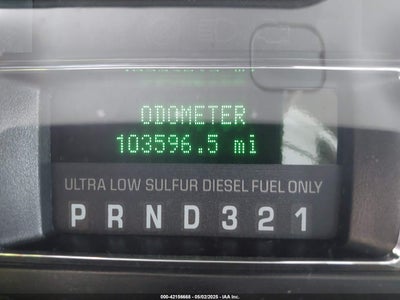 ODOMETER
103596.5 mi
ULTRA LOW SULFUR DIESEL FUEL ONLY
P R N D 3 2 1
000-42156668 - 05/02/2025 - IAA Inc.